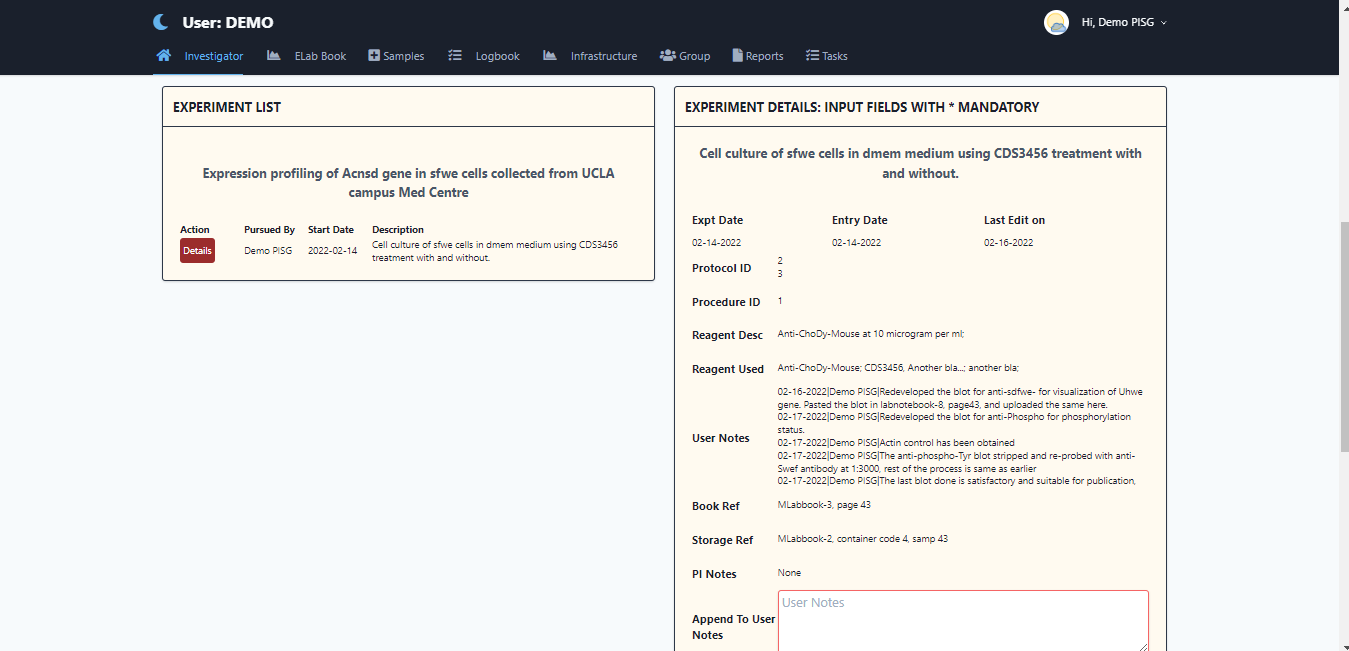 User: DEMO
Hi, Demo PISG
Investigator ELab Book Samples Logbook Infrastructure Group Reports Tasks
EXPERIMENT LIST
Expression profiling of Acnsd gene in sfwe cells collected from UCLA
campus Med Centre
Action Pursued By Start Date Description
Details Demo PISG 2022-02-14 Cell culture of sfwe cells in dmem medium using CDS3456
treatment with and without.
EXPERIMENT DETAILS: INPUT FIELDS WITH * MANDATORY
Cell culture of sfwe cells in dmem medium using CDS3456 treatment with
and without.
Expt Date Entry Date Last Edit on
02-14-2022 02-14-2022 02-16-2022
Protocol ID 2
3
Procedure ID 1
Reagent Desc Anti-ChoDy-Mouse at 10 microgram per ml;
Reagent Used Anti-ChoDy-Mouse; CDS3456, Another bla...; another bla;
User Notes
02-16-2022|Demo PISG|Redeveloped the blot for anti-sdfwe- for visualization of Uhwe
gene. Pasted the blot in labnotebook-8, page43, and uploaded the same here.
02-17-2022|Demo PISG|Redeveloped the blot for anti-Phospho for phosphorylation
status.
02-17-2022|Demo PISG|Actin control has been obtained
02-17-2022|Demo PISG|The anti-phospho-Tyr blot stripped and re-probed with anti-
Swef antibody at 1:3000, rest of the process is same as earlier
02-17-2022|Demo PISG|The last blot done is satisfactory and suitable for publication,
Book Ref MLabbook-3, page 43
Storage Ref MLabbook-2, container code 4, samp 43
PI Notes None
Append To User
Notes
User Notes